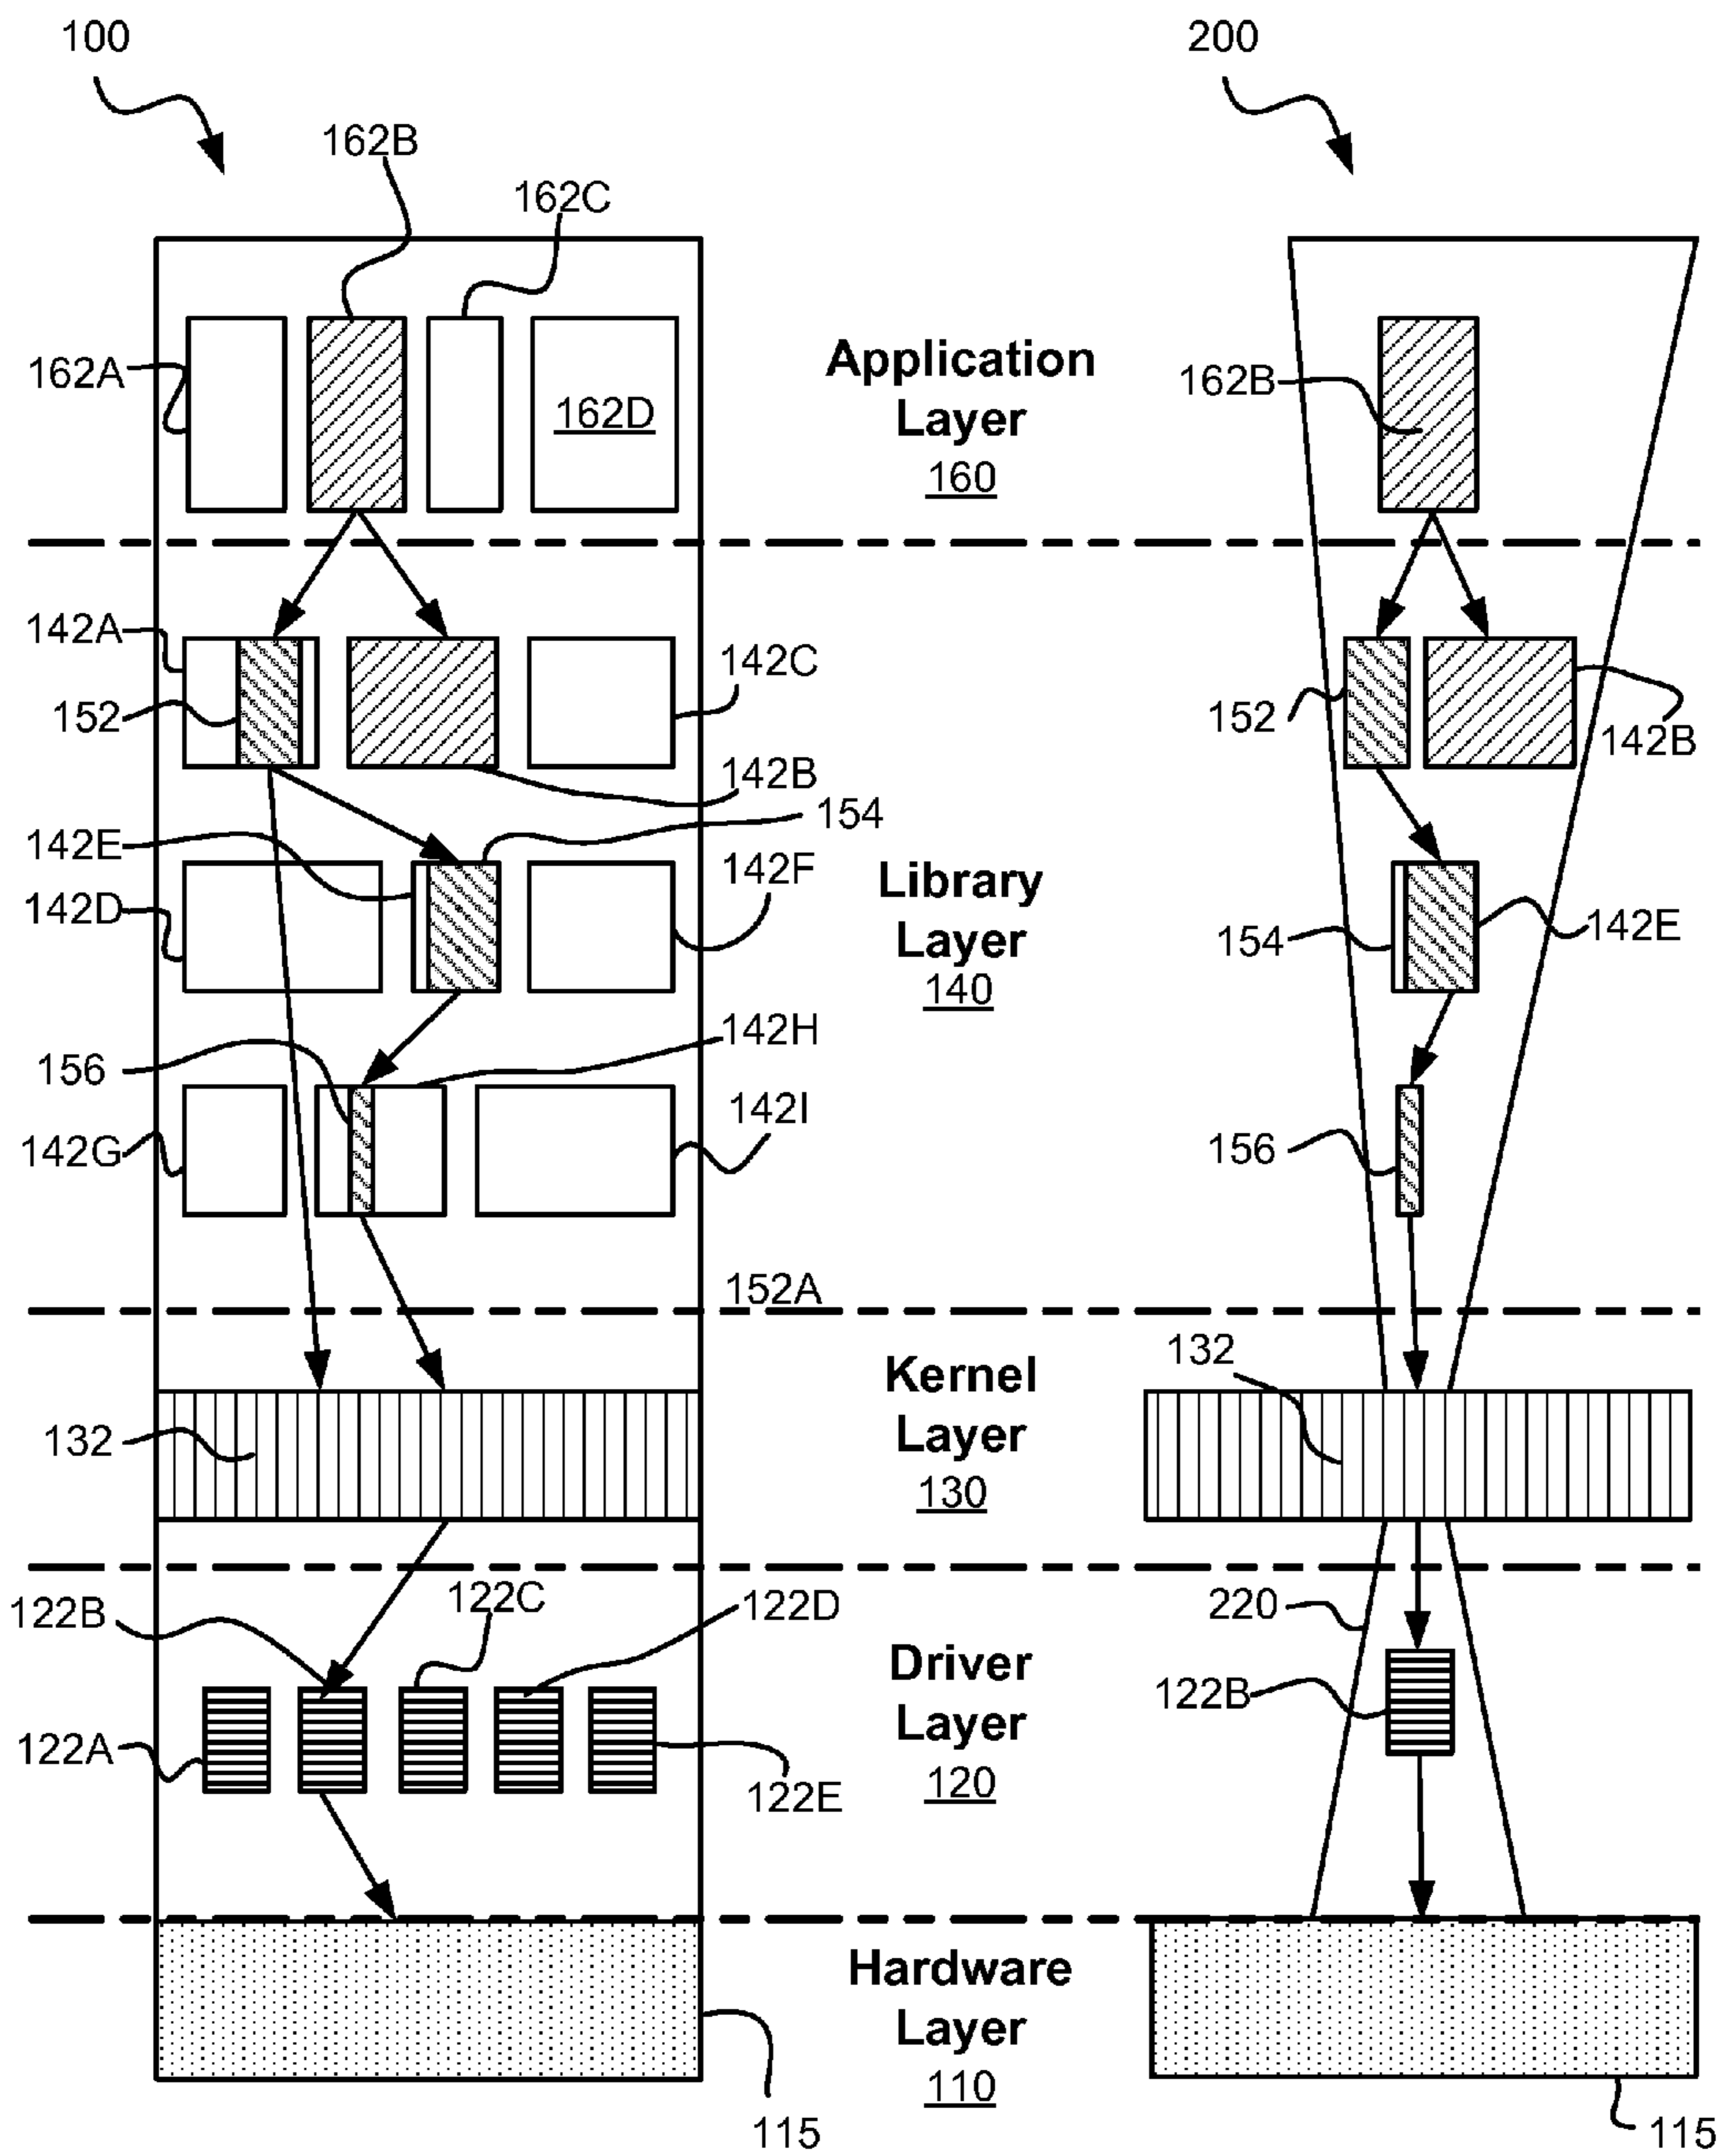 100
200
162B
162C
162A
162D
Application
Layer
160
162B
142A
152
142C
142B
152
142B
154
142E
142D
142F
Library
Layer
140
154
142E
156
142H
142G
142I
156
152A
132
Kernel
Layer
130
132
122B
122C
122D
220
122A
122E
Driver
Layer
120
122B
Hardware
Layer
110
115
115